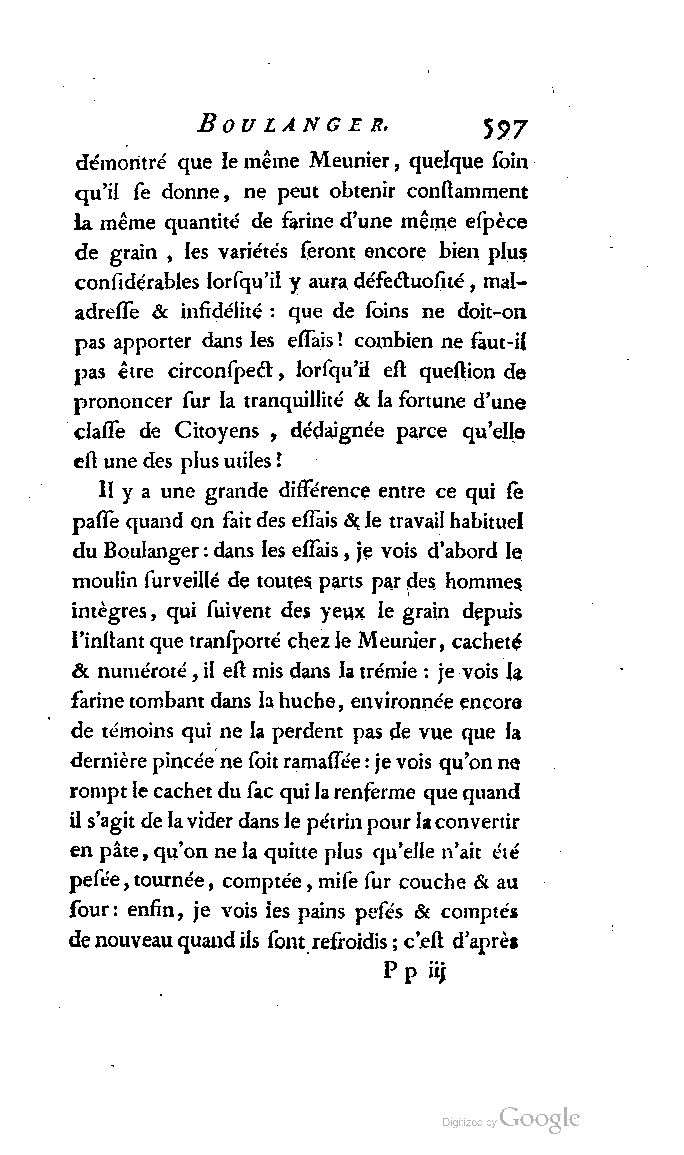 BOULANGER. 597
démontré que le même Meunier, quelque ſoin
qu'il ſe donne, ne peut obtenir conſtamment
la même quantité de farine d'une même eſpèce
de grain, les variétés ſeront encore bien plus
conſidérables lorſqu'il y aura défectuoſité, mal-
adreſſe & infidélité : que de ſoins ne doit-on
pas apporter dans les eſſais! combien ne faut-il
pas être circonſpect, lorſqu'il eſt queſtion de
prononcer ſur la tranquillité & la fortune d'une
claſſe de Citoyens, dédaignée parce qu'elle
eſt une des plus utiles!
Il y a une grande différence entre ce qui ſe
paſſe quand on fait des eſſais & le travail habituel
du Boulanger : dans les eſſais, je vois d'abord le
moulin ſurveillé de toutes parts par des hommes
intègres, qui ſuivent des yeux le grain depuis
l'inſtant que tranſporté chez le Meunier, cacheté
& numéroté, il eſt mis dans la trémie : je vois la
farine tombant dans la huche, environnée encore
de témoins qui ne la perdent pas de vue que la
dernière pincée ne ſoit ramaſſée : je vois qu'on ne
rompt le cachet du ſac qui la renferme que quand
il s'agit de la vider dans le pétrin pour la convertir
en pâte, qu'on ne la quitte plus qu'elle n'ait été
peſée, tournée, comptée, miſe ſur couche & au
four : enfin, je vois les pains peſés & comptés
de nouveau quand ils ſont refroidis ; c'eſt d'après
P p iij
Digitized by Google